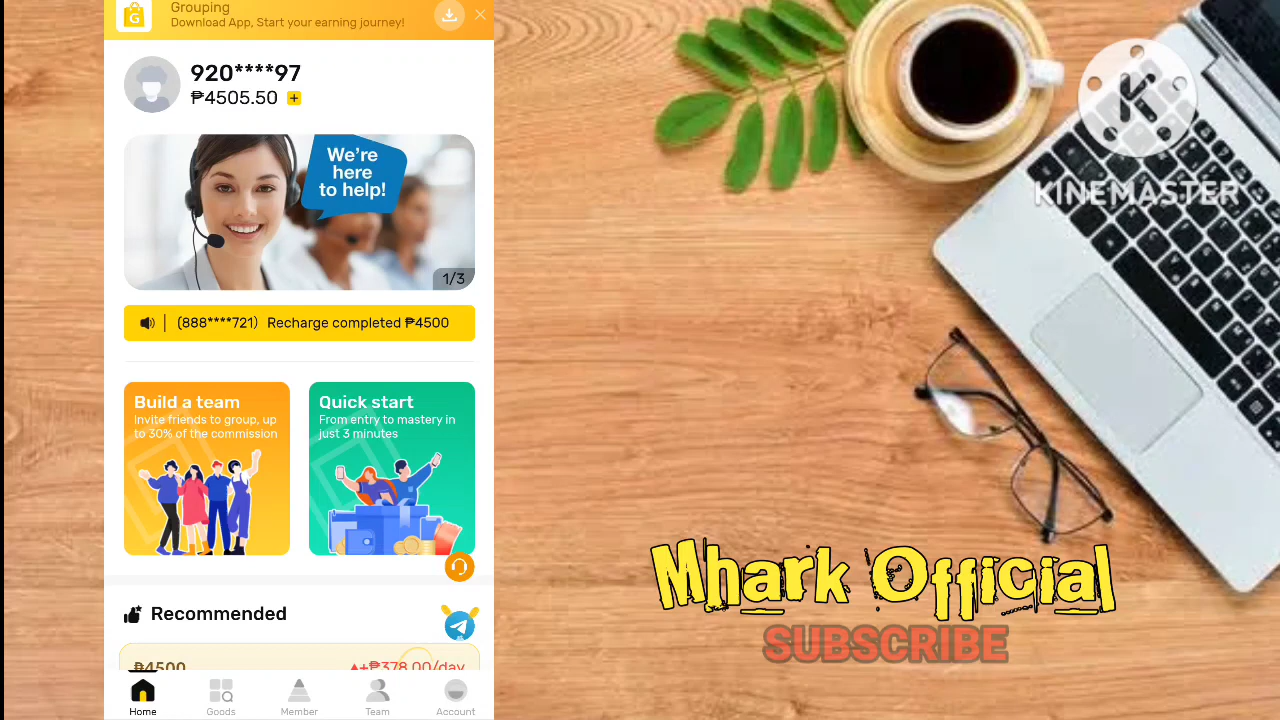 Grouping
Download App, Start your earning journey!
G
920****97
₱4505.50 +
We're
here
to help!
1/3
(888****721) Recharge completed ₱4500
Build a team
Invite friends to group, up
to 30% of the commission
Quick start
From entry to mastery in
just 3 minutes
Recommended
₱4500
▲+₱378.00/day
Home
Goods
Member
Team
Account
K
KINEMASTER
Mhark Official
SUBSCRIBE